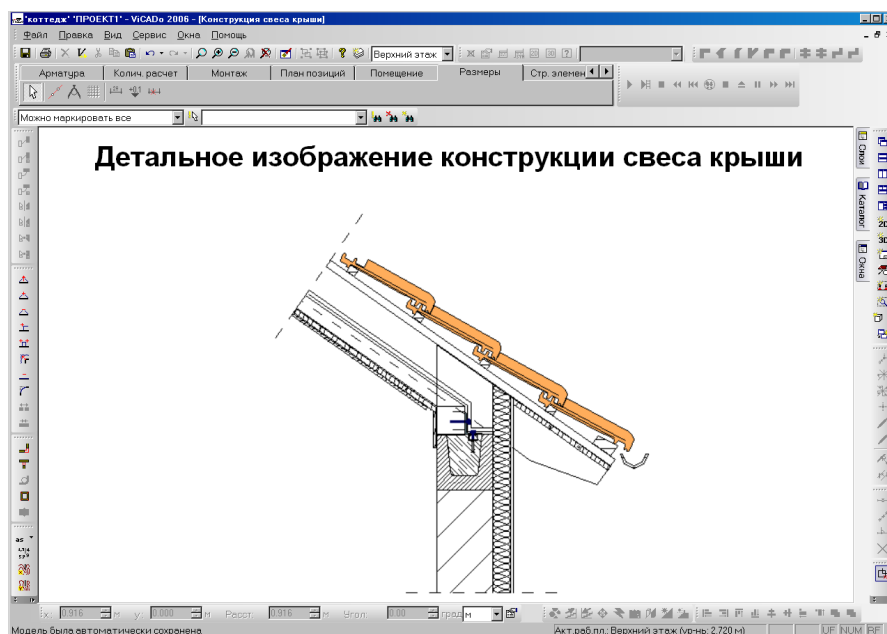 'коттедж' 'ПРОЕКТ1' - ViCADo 2006 - [Конструкция свеса крыши]
Файл Правка Вид Сервис Окна Помощь
Верхний этаж
Арматура Колич. расчет Монтаж План позиций Помещение Размеры Стр. элемен
Можно маркировать все
Детальное изображение конструкции свеса крыши
Слои
Каталог
Окна
2D
3D
as
x: 0.916 м y: 0.000 м Расст: 0.916 м Угол: 0.00 град м
Модель была автоматически сохранена Акт.раб.пл.: Верхний этаж (ур-нь: 2.720 м) UF NUM RF